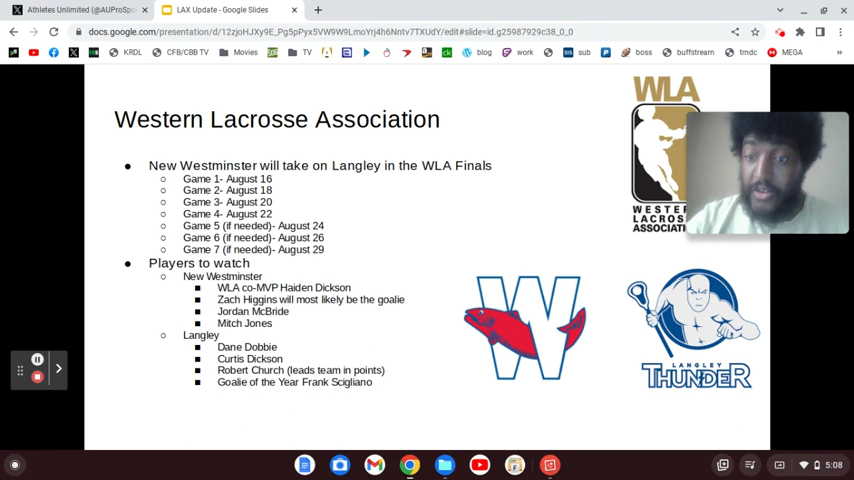 Athletes Unlimited (@AUProSpo
LAX Update - Google Slides
docs.google.com/presentation/d/12zjoHJXy9E_Pg5pPyx5VW9W9LmoYrj4h6Nntv7TXUdY/edit#slide=id.g25987929c38_0_0
KRDL
CFB/CBB TV
Movies
TV
blog
work
sub
boss
buffstream
tmdc
MEGA
Western Lacrosse Association
WLA
WESTER
LACROS
ASSOCIATI
New Westminster will take on Langley in the WLA Finals
Game 1- August 16
Game 2- August 18
Game 3- August 20
Game 4- August 22
Game 5 (if needed)- August 24
Game 6 (if needed)- August 26
Game 7 (if needed)- August 29
Players to watch
New Westminster
WLA co-MVP Haiden Dickson
Zach Higgins will most likely be the goalie
Jordan McBride
Mitch Jones
Langley
Dane Dobbie
Curtis Dickson
Robert Church (leads team in points)
Goalie of the Year Frank Scigliano
W
LANGLEY
THUNDER
5:08